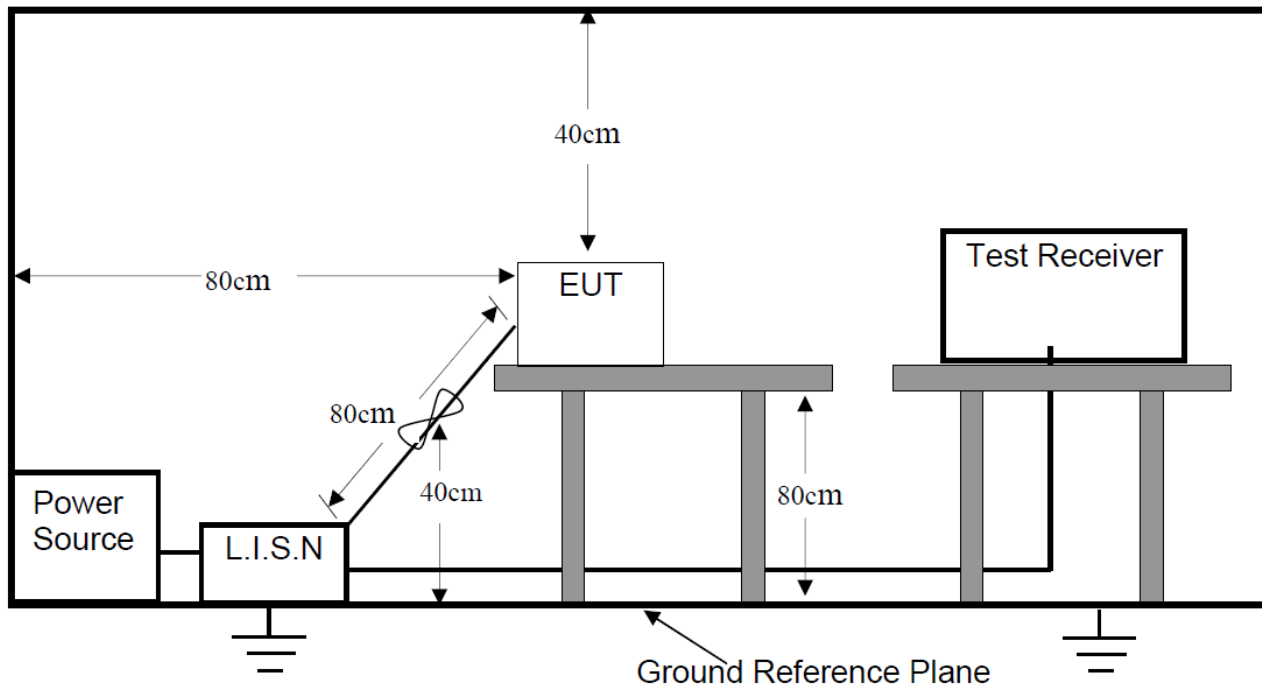 40cm
80cm
EUT
Test Receiver
80cm
40cm
80cm
Power
Source
L.I.S.N
Ground Reference Plane